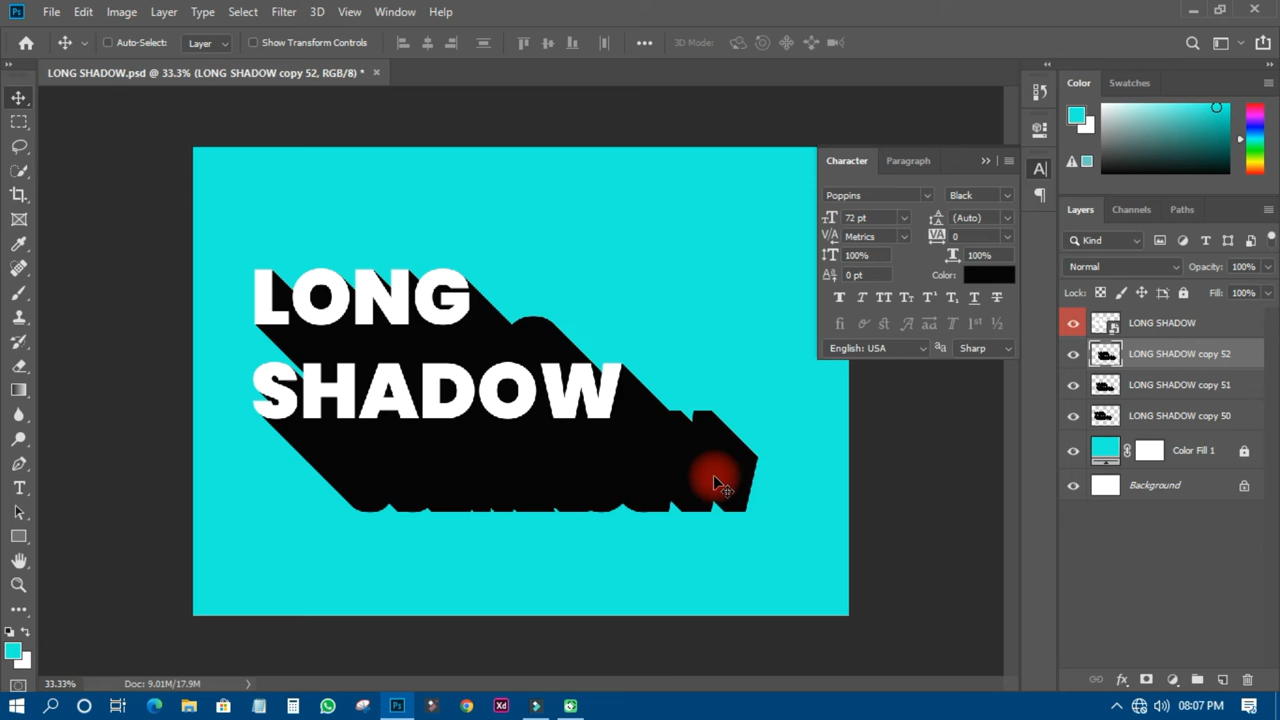 File Edit Image Layer Type Select Filter 3D View Window Help
Auto-Select: Layer Show Transform Controls 3D Mode:
LONG SHADOW.psd @ 33.3% (LONG SHADOW copy 52, RGB/8) *
Color Swatches
Character Paragraph
Poppins Black
72 pt (Auto)
Metrics 0
100% 100%
0 pt Color:
English: USA Sharp
Layers Channels Paths
Kind
Normal Opacity: 100%
Lock: Fill: 100%
LONG SHADOW
LONG SHADOW copy 52
LONG SHADOW copy 51
LONG SHADOW copy 50
Color Fill 1
Background
LONG
SHADOW
33.33% Doc: 9.01M/17.9M
08:07 PM